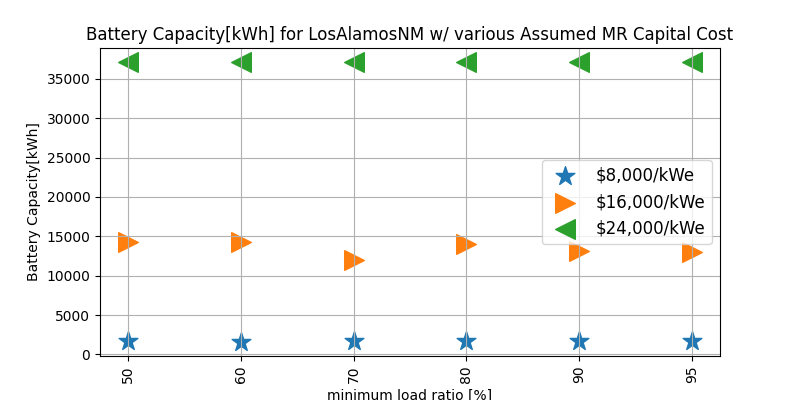 Battery Capacity[kWh] for LosAlamosNM w/ various Assumed MR Capital Cost
Battery Capacity[kWh]
35000
30000
25000
20000
15000
10000
5000
0
$8,000/kWe
$16,000/kWe
$24,000/kWe
50
60
70
80
90
95
minimum load ratio [%]